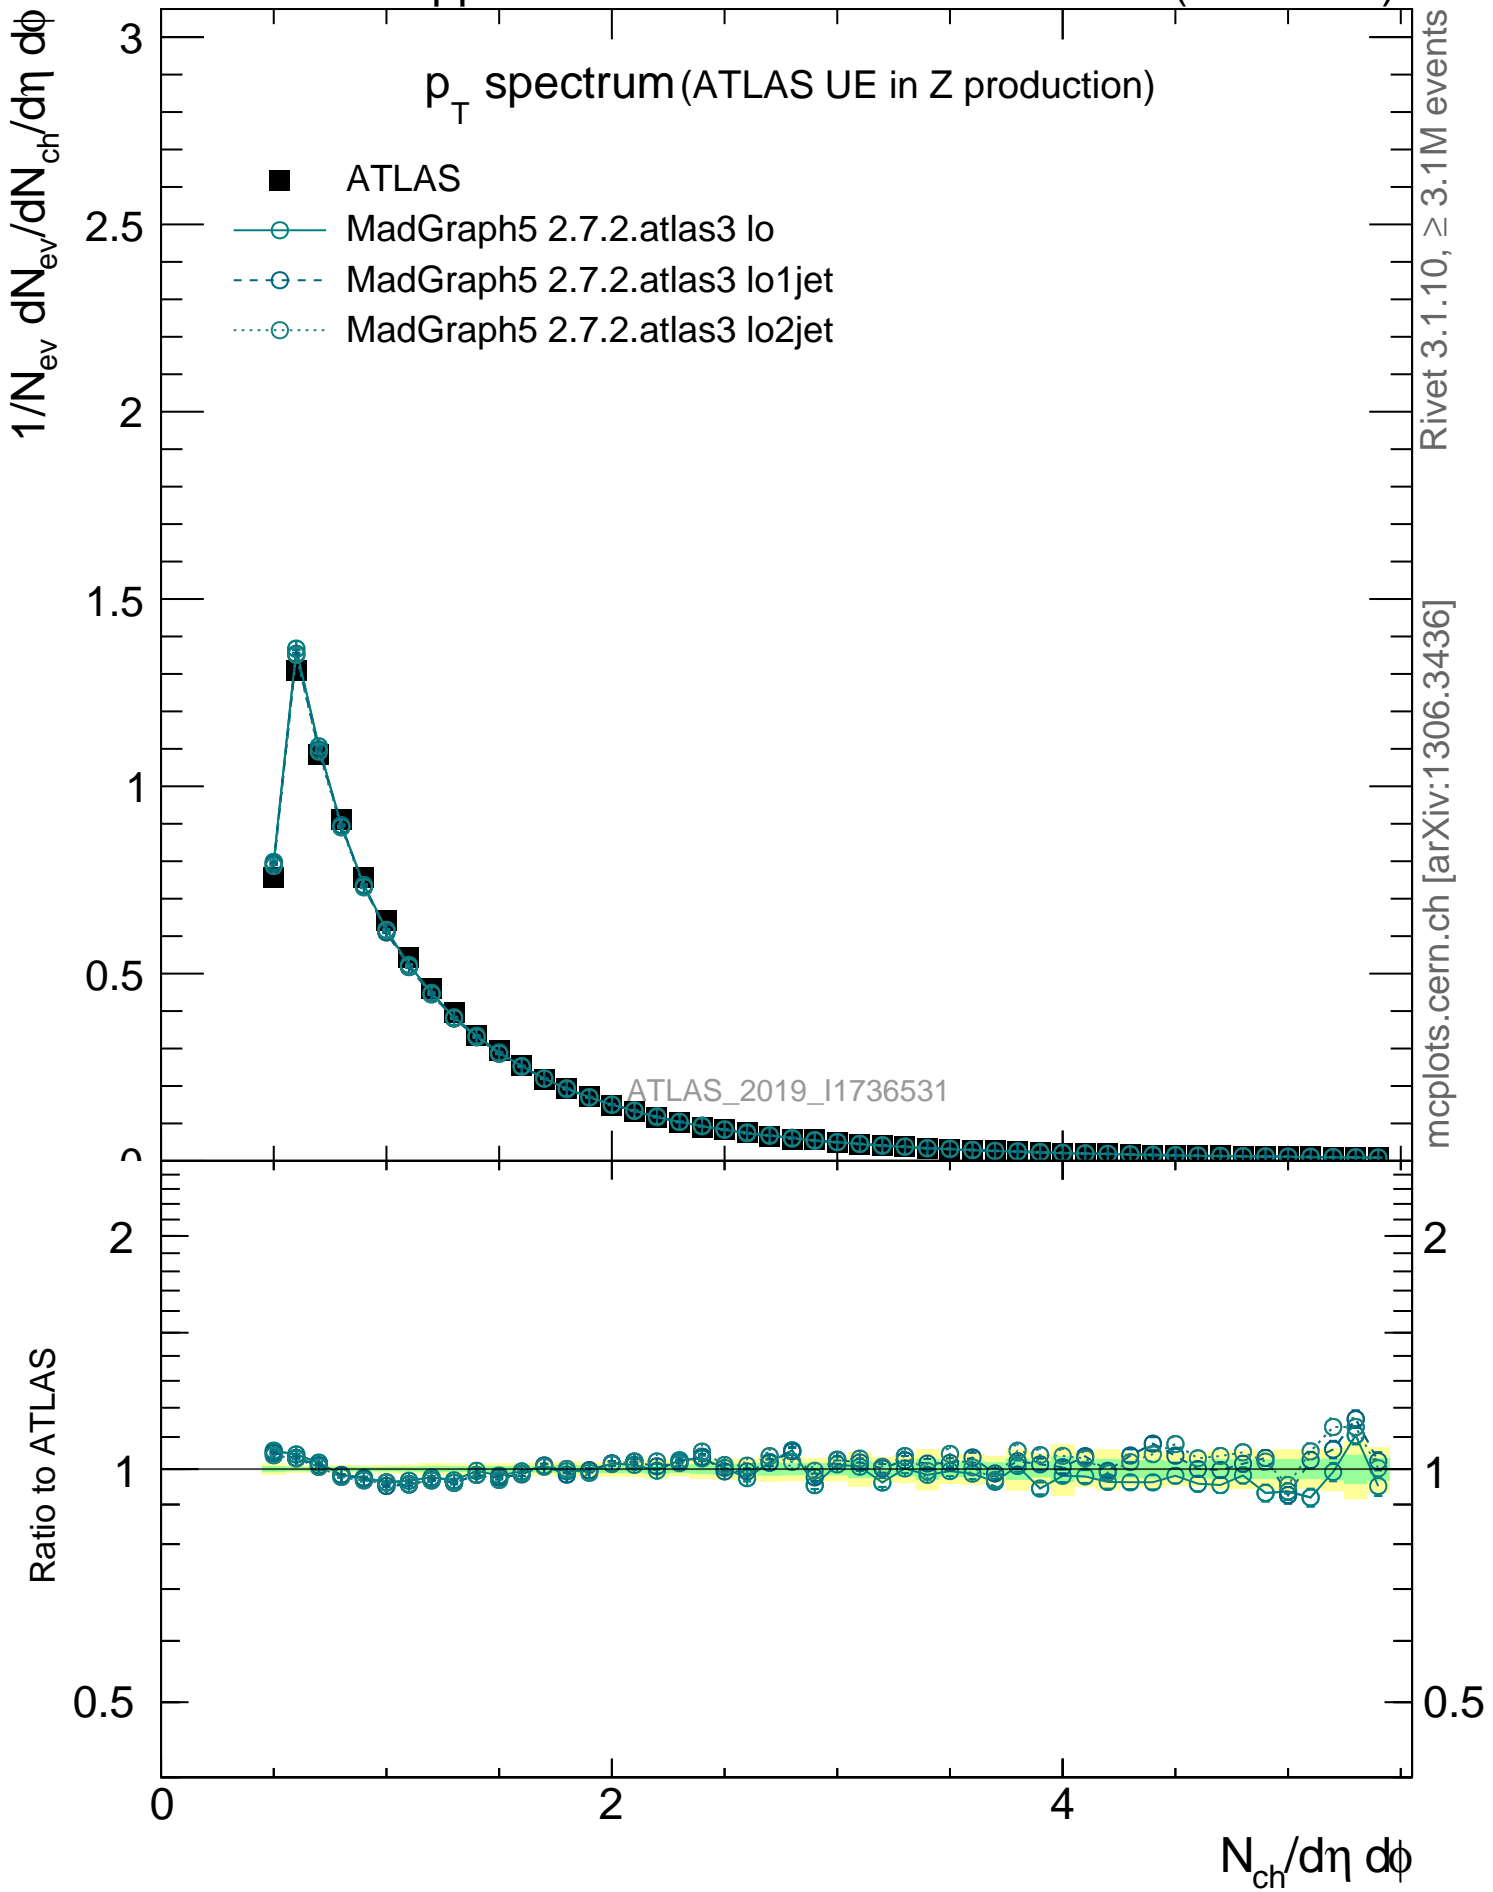 p_T spectrum (ATLAS UE in Z production)
ATLAS
MadGraph5 2.7.2.atlas3 lo
MadGraph5 2.7.2.atlas3 lo1jet
MadGraph5 2.7.2.atlas3 lo2jet
1/N_ev dN_ev/dN_ch/dη dϕ
3
2.5
2
1.5
1
0.5
0
ATLAS_2019_I1736531
Rivet 3.1.10, ≥ 3.1M events
mcplots.cern.ch [arXiv:1306.3436]
Ratio to ATLAS
2
1
0.5
2
1
0.5
0
2
4
N_ch/dη dϕ